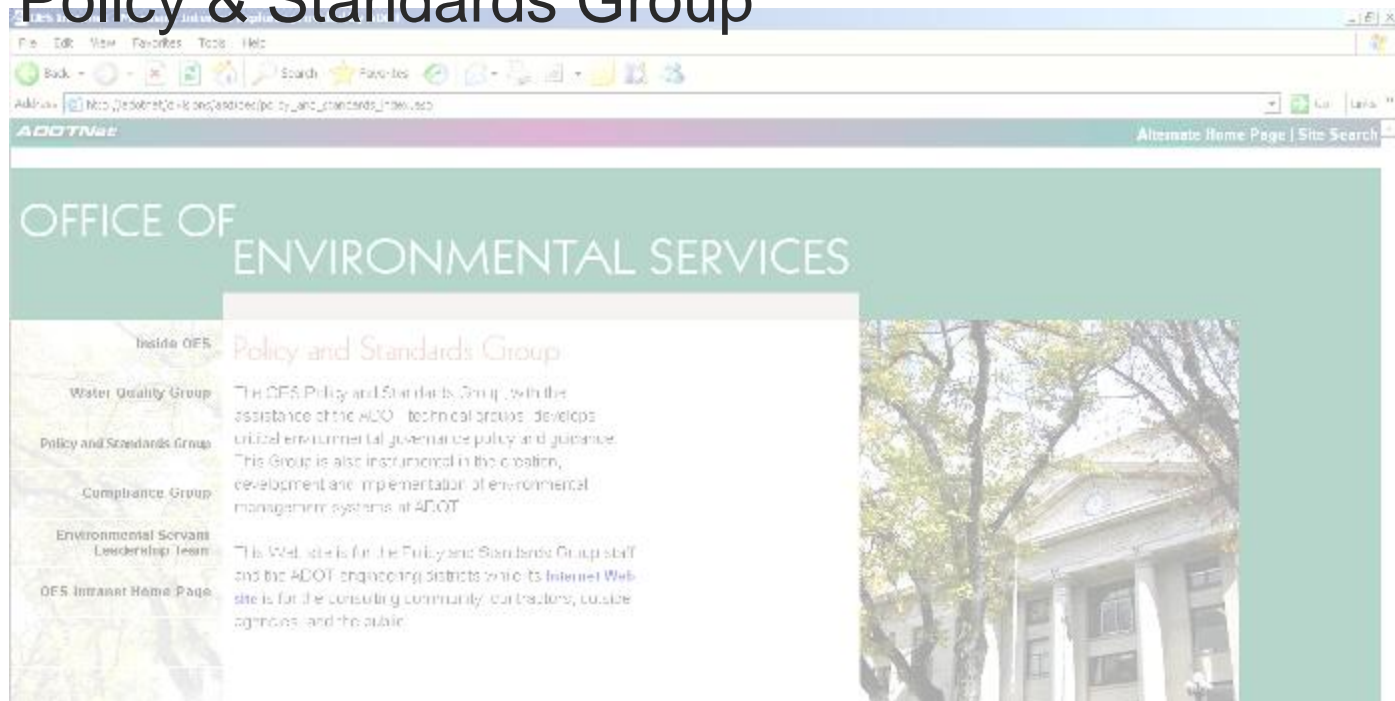 Policy & Standards Group
File Edit View Favorites Tools Help
Back Search Favorites
Address
Go Links
ADOTNet
Alternate Home Page | Site Search
OFFICE OF
ENVIRONMENTAL SERVICES
Inside OES
Water Quality Group
Policy and Standards Group
Compliance Group
Environmental Servant
Leadership Team
OES Intranet Home Page
Policy and Standards Group
The OES Policy and Standards Group, with the
assistance of the ADOT technical groups, develops
critical environmental governance policy and guidance.
This Group is also instrumental in the creation,
development and implementation of environmental
management systems at ADOT.
This Web site is for the Policy and Standards Group staff
and the ADOT engineering districts while its Internet Web
site is for the consulting community, contractors, outside
agencies, and the public.